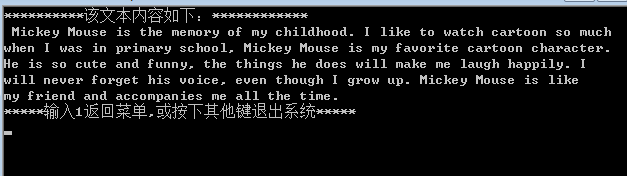 **********该文本内容如下：************
Mickey Mouse is the memory of my childhood. I like to watch cartoon so much
when I was in primary school, Mickey Mouse is my favorite cartoon character.
He is so cute and funny, the things he does will make me laugh happily. I
will never forget his voice, even though I grow up. Mickey Mouse is like
my friend and accompanies me all the time.
*****输入1返回菜单,或按下其他键退出系统*****